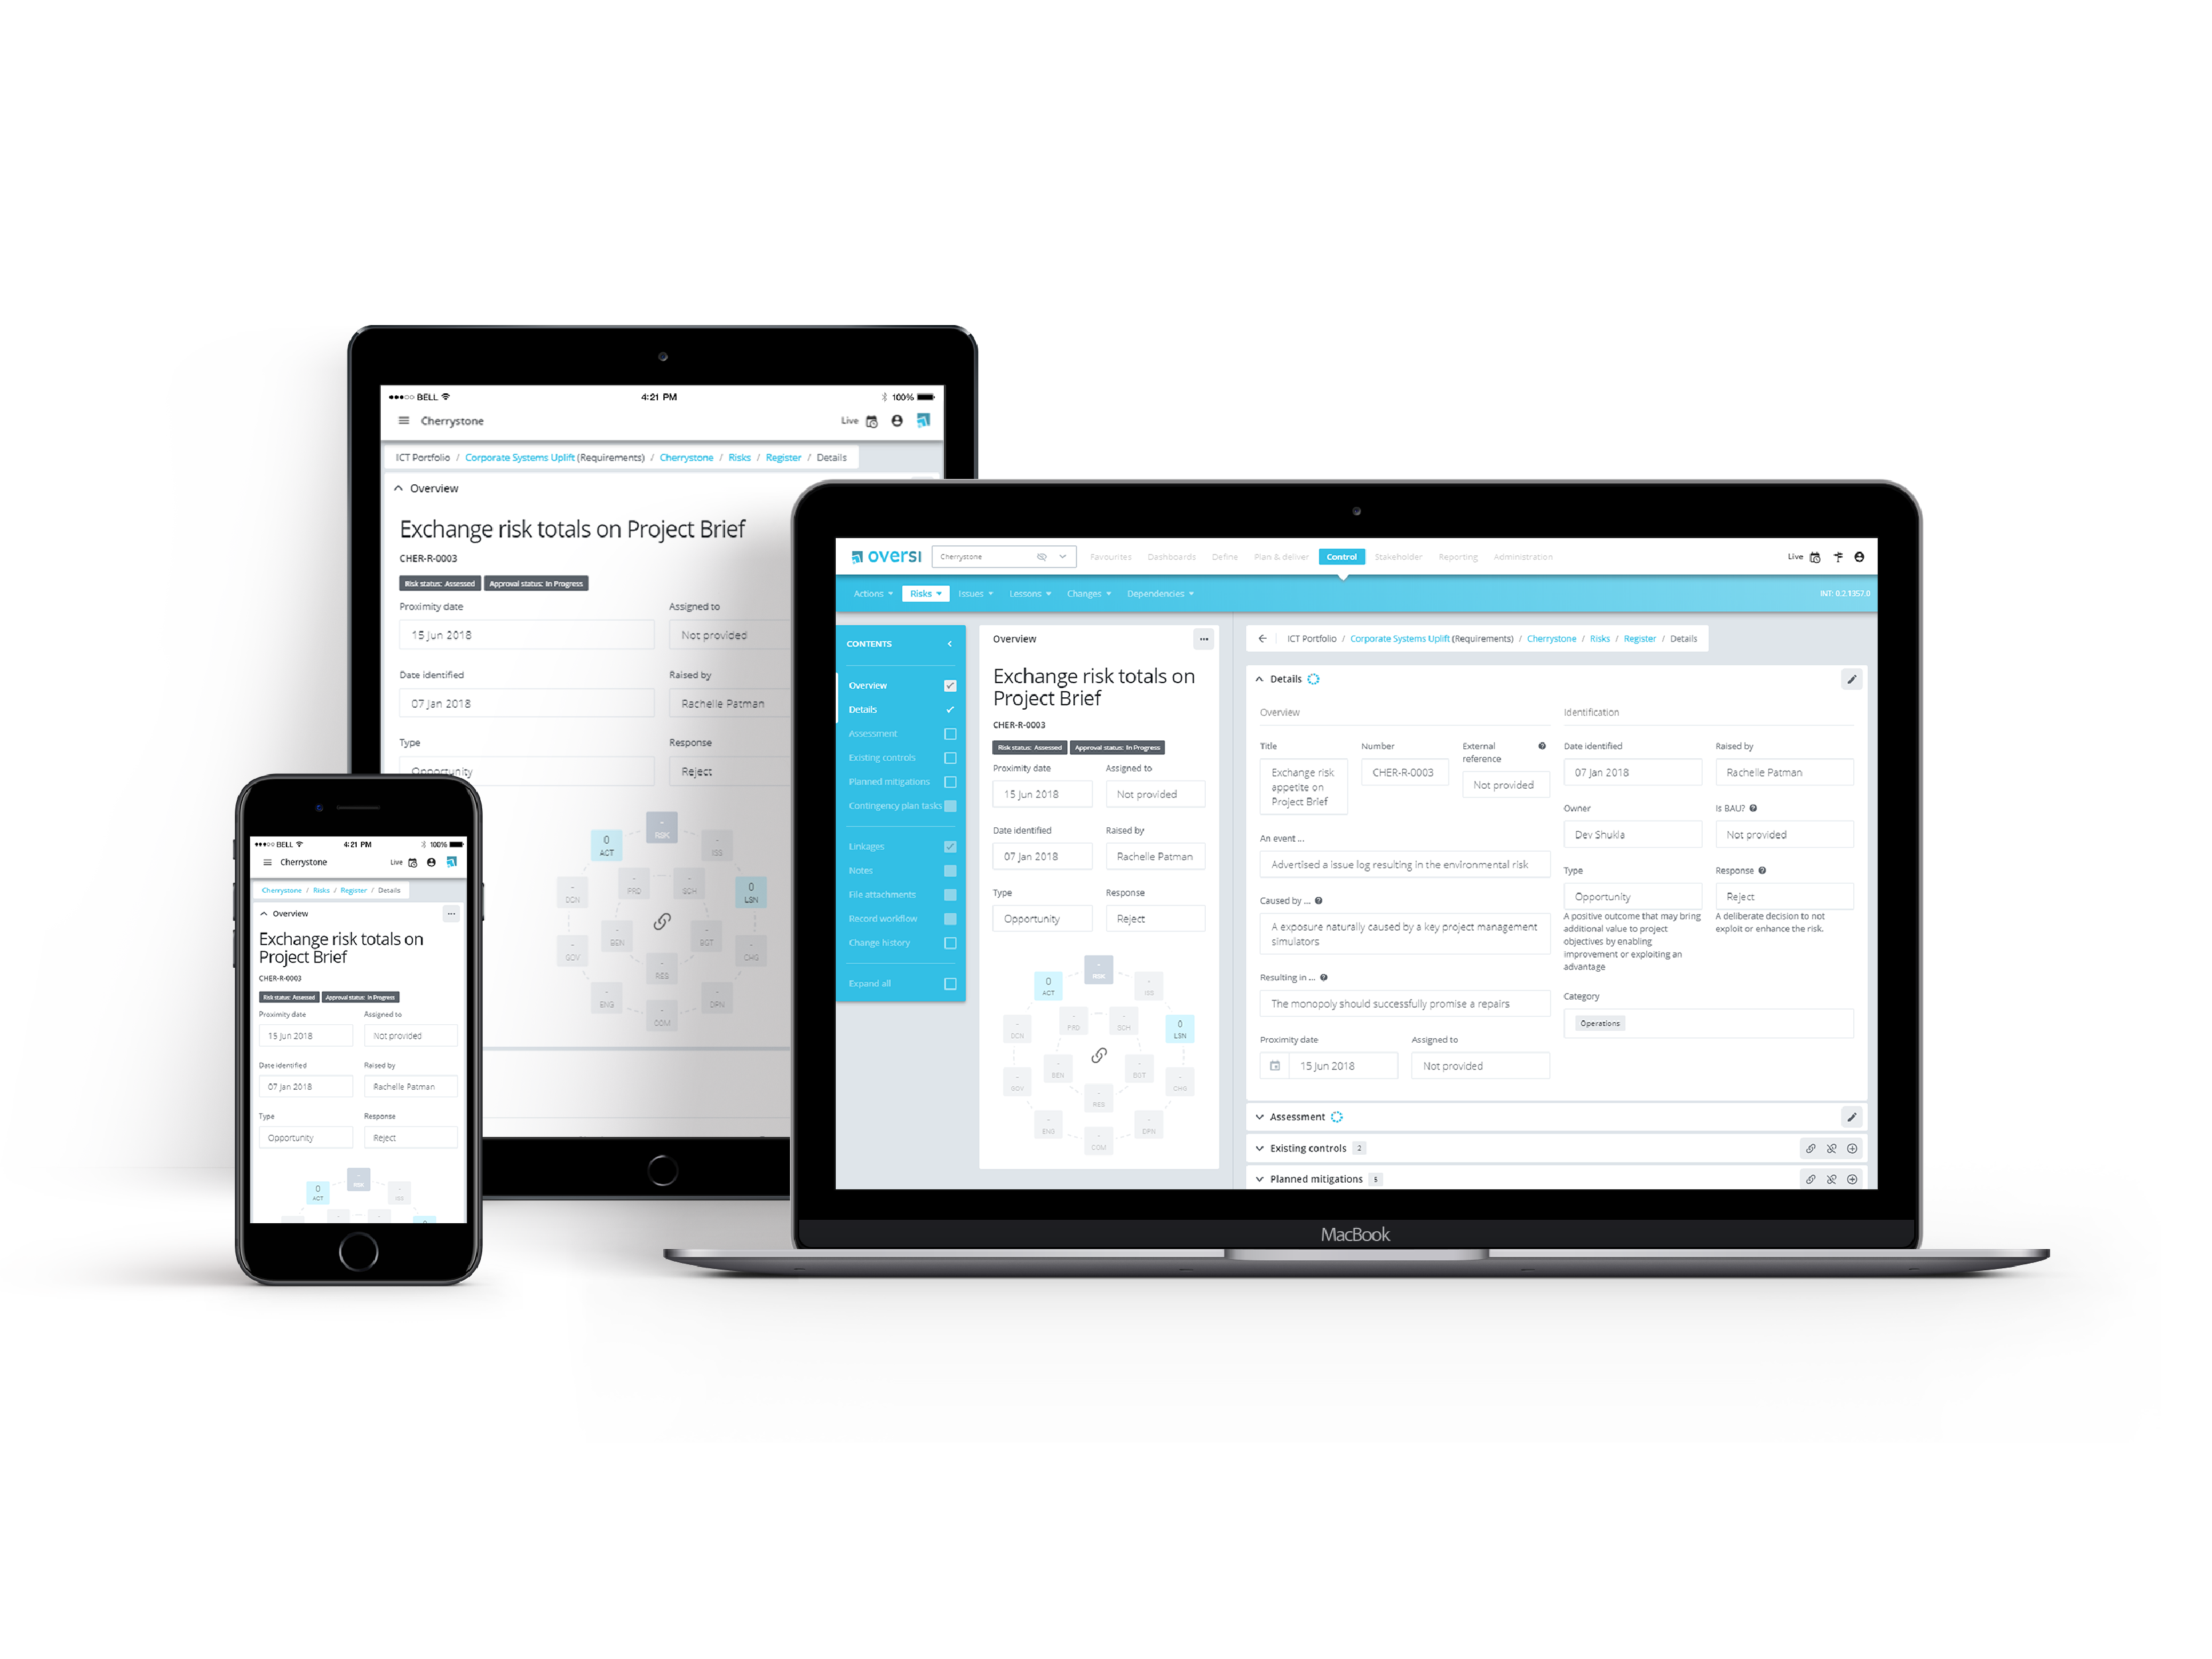 BELL
4:21 PM
100%
Cherrystone
Live
ICT Portfolio / Corporate Systems Uplift (Requirements) / Cherrystone / Risks / Register / Details
Overview
Exchange risk totals on Project Brief
CHER-R-0003
Risk status: Assessed Approval status: In Progress
Proximity date
Assigned to
15 Jun 2018
Not provided
Date identified
Raised by
07 Jan 2018
Rachelle Patman
Type
Response
Opportunity
Reject
-
RSK
0
ACT
-
ISS
-
PRD
-
SCH
-
DCN
0
LSN
-
BEN
-
BGT
-
GOV
-
CHG
-
RES
-
ENG
-
DPN
-
COM
BELL
4:21 PM
100%
Cherrystone
Live
Cherrystone / Risks / Register / Details
Overview
...
Exchange risk totals on
Project Brief
CHER-R-0003
Risk status: Assessed Approval status: In Progress
Proximity date
Assigned to
15 Jun 2018
Not provided
Date identified
Raised by
07 Jan 2018
Rachelle Patman
Type
Response
Opportunity
Reject
-
RSK
0
ACT
-
ISS
oversi
Cherrystone
Favourites
Dashboards
Define
Plan & deliver
Control
Stakeholder
Reporting
Administration
Live
Actions
Risks
Issues
Lessons
Changes
Dependencies
INT: 0.2.1357.0
CONTENTS
Overview
Details
Assessment
Existing controls
Planned mitigations
Contingency plan tasks
Linkages
Notes
File attachments
Record workflow
Change history
Expand all
Overview
...
Exchange risk totals on
Project Brief
CHER-R-0003
Risk status: Assessed Approval status: In Progress
Proximity date
Assigned to
15 Jun 2018
Not provided
Date identified
Raised by
07 Jan 2018
Rachelle Patman
Type
Response
Opportunity
Reject
-
RSK
0
ACT
-
ISS
-
DCN
-
PRD
-
SCH
0
LSN
-
BEN
-
BGT
-
GOV
-
CHG
-
RES
-
ENG
-
DPN
-
COM
ICT Portfolio / Corporate Systems Uplift (Requirements) / Cherrystone / Risks / Register / Details
Details
Overview
Title
Number
External
reference
Exchange risk
appetite on
Project Brief
CHER-R-0003
Not provided
An event ...
Advertised a issue log resulting in the environmental risk
Caused by ...
A exposure naturally caused by a key project management
simulators
Resulting in ...
The monopoly should successfully promise a repairs
Proximity date
Assigned to
15 Jun 2018
Not provided
Identification
Date identified
Raised by
07 Jan 2018
Rachelle Patman
Owner
Is BAU?
Dev Shukla
Not provided
Type
Response
Opportunity
Reject
A positive outcome that may bring
additional value to project
objectives by enabling
improvement or exploiting an
advantage
A deliberate decision to not
exploit or enhance the risk.
Category
Operations
Assessment
Existing controls 2
Planned mitigations 5
MacBook